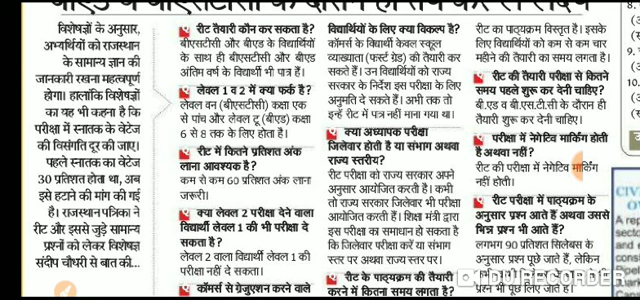 विशेषज्ञों के अनुसार,
अभ्यर्थियों को राजस्थान
के सामान्य ज्ञान की
जानकारी रखना महत्वपूर्ण
होगा। हालांकि विशेषज्ञों
का यह भी कहना है कि
परीक्षा में स्नातक के वेटेज
की विसंगति दूर की जाए।
पहले स्नातक का वेटेज
30 प्रतिशत होता था, अब
इसे हटाने की मांग की गई
है। राजस्थान पत्रिका ने
रीट और इससे जुड़े सामान्य
प्रश्नों को लेकर विशेषज्ञ
संदीप चौधरी से बात की...
रीट तैयारी कौन कर सकता है?
बीएसटीसी और बीएड के विद्यार्थियों
के साथ ही बीएसटीसी और बीएड
अंतिम वर्ष के विद्यार्थी भी पात्र हैं।
लेवल 1 व 2 में क्या फर्क है?
लेवल वन (बीएसटीसी) कक्षा एक
से पांच और लेवल टू (बीएड) कक्षा
6 से 8 तक के लिए होता है।
रीट में कितने प्रतिशत अंक
लाना आवश्यक है?
कम से कम 60 प्रतिशत अंक लाना
जरूरी।
क्या लेवल 2 परीक्षा देने वाला
विद्यार्थी लेवल 1 की भी परीक्षा दे
सकता है?
लेवल 2 वाला विद्यार्थी लेवल 1 की
परीक्षा नहीं दे सकता।
कॉमर्स से ग्रेजुएशन करने वाले
विद्यार्थियों के लिए क्या विकल्प है?
कॉमर्स के विद्यार्थी केवल स्कूल
व्याख्याता (फर्स्ट ग्रेड) की तैयारी कर
सकते हैं। उन विद्यार्थियों को राज्य
सरकार के निर्देश इस परीक्षा के लिए
अनुमति दे सकते हैं। अभी तक तो
इन्हें रीट में पात्र नहीं माना गया था।
क्या अध्यापक परीक्षा
जिलेवार होती है या संभाग अथवा
राज्य स्तरीय?
रीट परीक्षा को राज्य सरकार अपने
अनुसार आयोजित करती है। कभी
तो राज्य सरकार जिलेवार भी परीक्षा
आयोजित करती हैं। शिक्षा मंत्री द्वारा
इस परीक्षा का समाधान हो सकता है
कि जिलेवार परीक्षा करें या संभाग
स्तर पर अथवा राज्य स्तर पर।
रीट के पाठ्यक्रम की तैयारी
करने में कितना समय लगता है?
रीट का पाठ्यक्रम विस्तृत है। इसके
लिए विद्यार्थियों को कम से कम चार
महीने की तैयारी का समय लगता है।
रीट की तैयारी परीक्षा से कितने
समय पहले शुरू कर देनी चाहिए?
बी.एड व बी.एस.टी.सी के दौरान ही
तैयारी शुरू कर देनी चाहिए।
परीक्षा में नेगेटिव मार्किंग होती
है अथवा नहीं?
रीट की परीक्षा में नेगेटिव मार्किंग
नहीं होती।
रीट परीक्षा में पाठ्यक्रम के
अनुसार प्रश्न आते हैं अथवा उससे
भिन्न प्रश्न भी आते हैं?
लगभग 90 प्रतिशत सिलेबस के
अनुसार प्रश्न पूछे जाते हैं, लेकिन
प्रश्न भी पूछ लिए जाते हैं।
DU RECORDER
8.
9.
10.